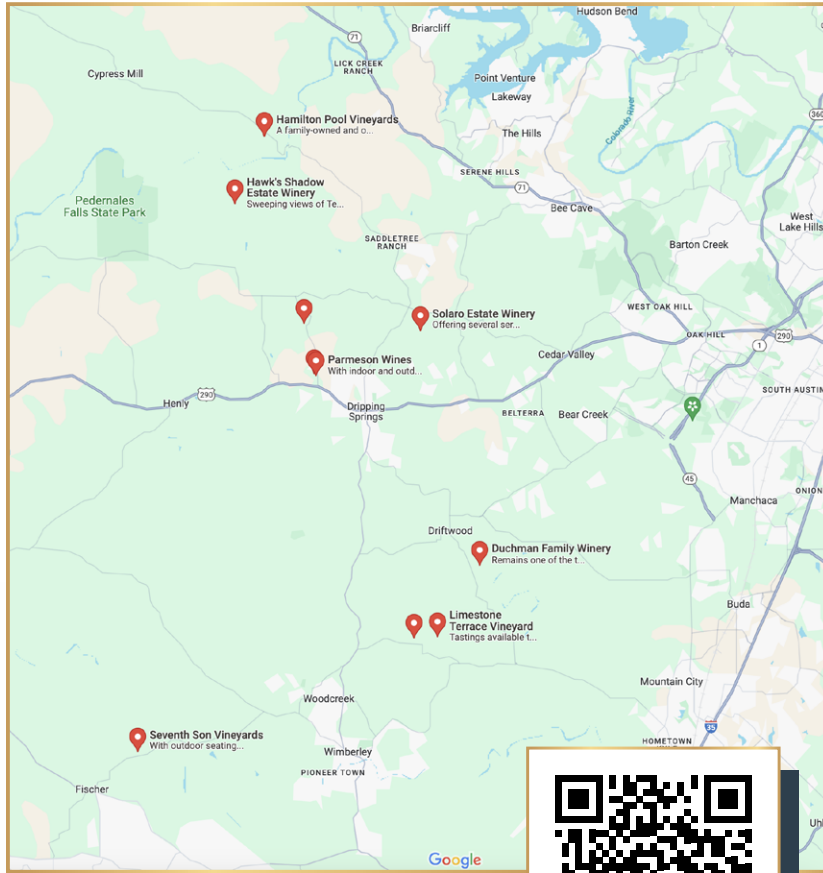 Hudson Bend
Briarcliff
71
LICK CREEK
RANCH
Cypress Mill
Point Venture
Lakeway
Colorado River
360
Hamilton Pool Vineyards
A family-owned and o...
The Hills
SERENE HILLS
71
Hawk's Shadow
Estate Winery
Sweeping views of Te...
Pedernales
Falls State Park
Bee Cave
West
Lake Hills
SADDLETREE
RANCH
Barton Creek
WEST OAK HILL
Solaro Estate Winery
Offering several ser...
OAK HILL
290
1
Parmeson Wines
With indoor and outd...
Cedar Valley
290
Henly
Dripping
Springs
BELTERRA
Bear Creek
SOUTH AUSTIN
45
Manchaca
ONION
Driftwood
Duchman Family Winery
Remains one of the t...
Limestone
Terrace Vineyard
Tastings available t...
Buda
Mountain City
Woodcreek
35
Seventh Son Vineyards
With outdoor seating...
HOMETOWN
Wimberley
PIONEER TOWN
Fischer
Uh
Google